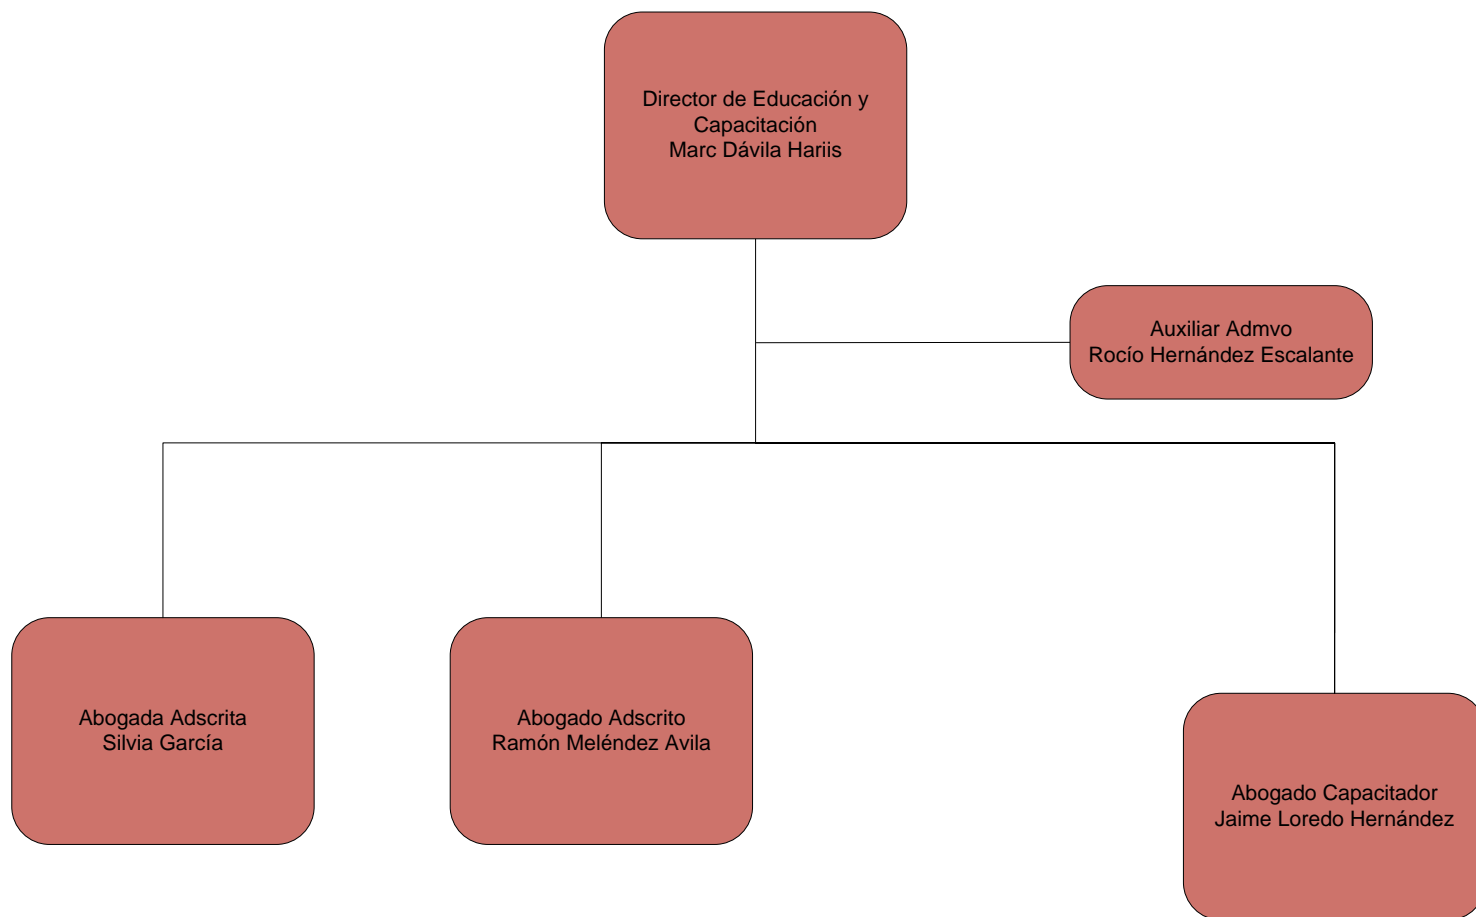 Director de Educación y
Capacitación
Marc Dávila Hariis
Auxiliar Admvo
Rocío Hernández Escalante
Abogada Adscrita
Silvia García
Abogado Adscrito
Ramón Meléndez Avila
Abogado Capacitador
Jaime Loredo Hernández